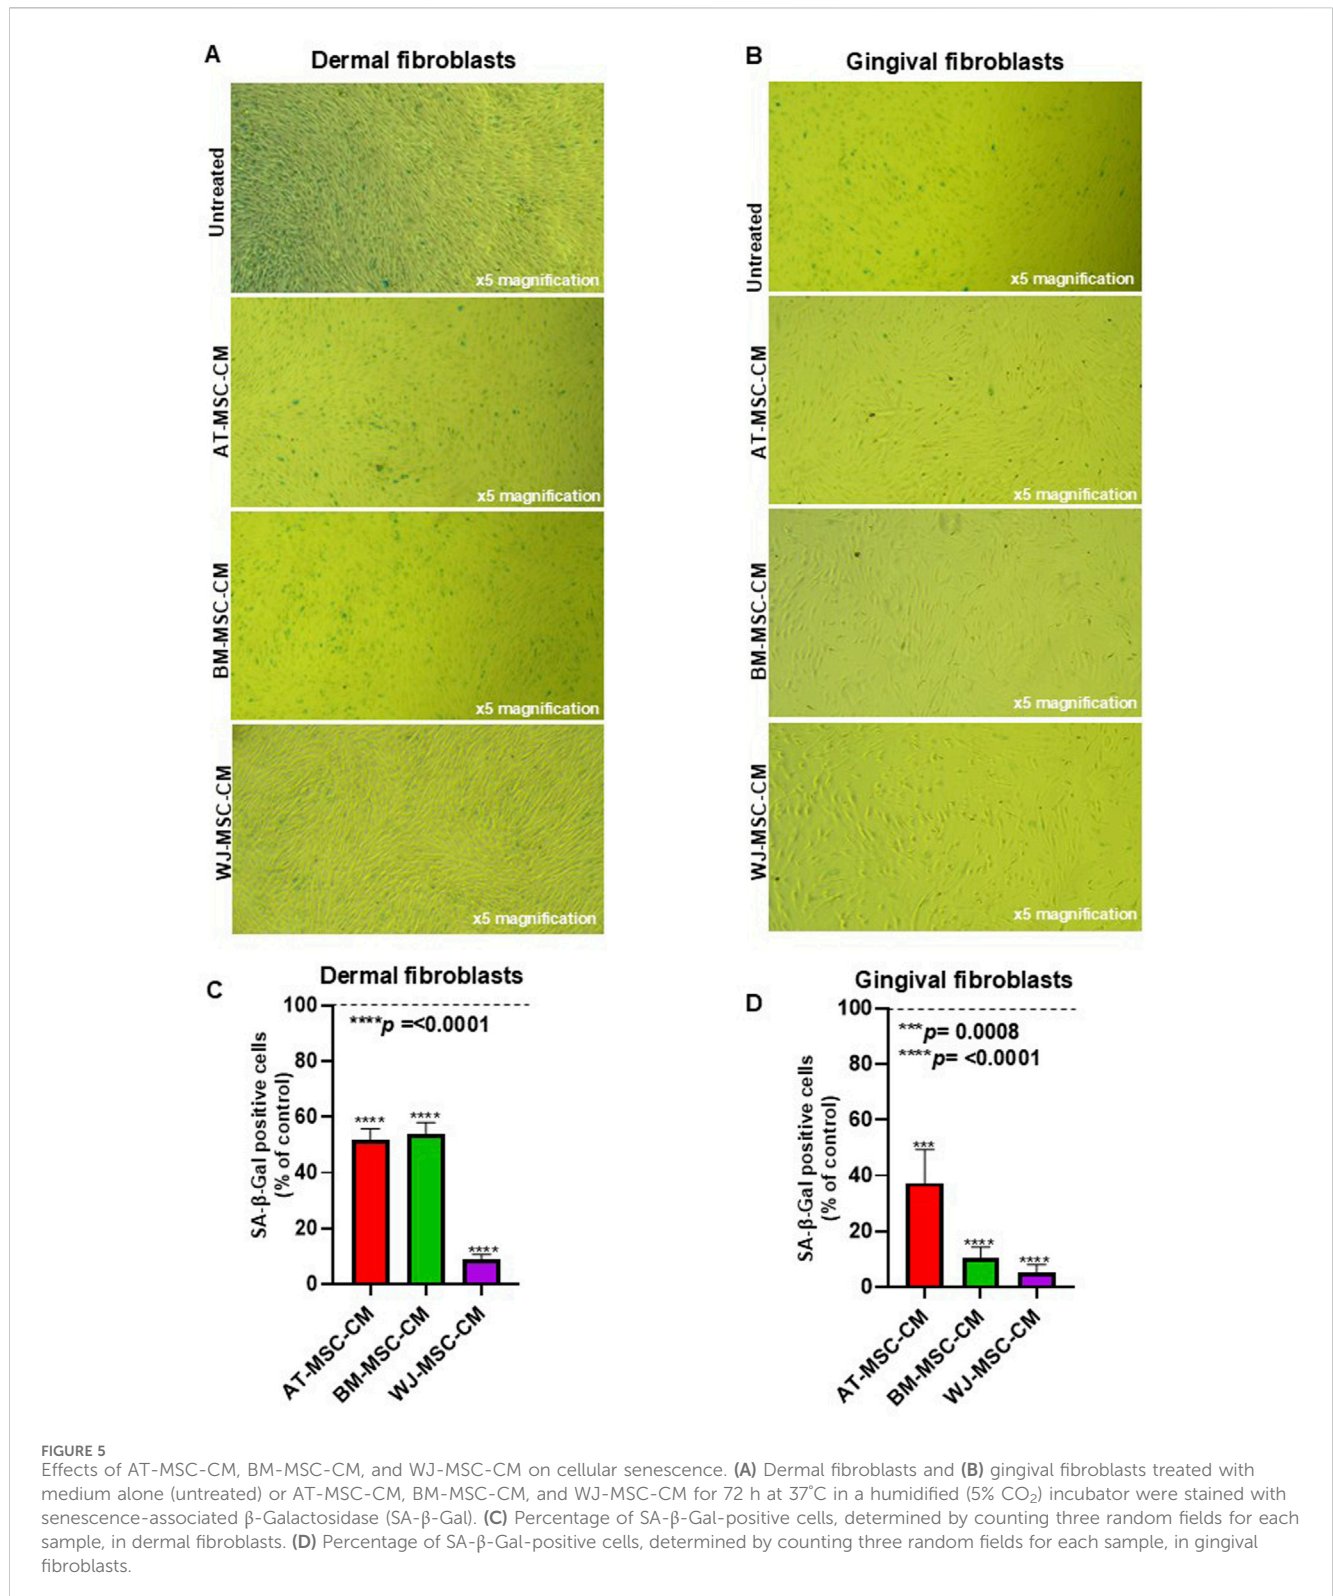 A
Dermal fibroblasts
Untreated
x5 magnification
AT-MSC-CM
x5 magnification
BM-MSC-CM
x5 magnification
WJ-MSC-CM
x5 magnification
B
Gingival fibroblasts
Untreated
x5 magnification
AT-MSC-CM
x5 magnification
BM-MSC-CM
x5 magnification
WJ-MSC-CM
x5 magnification
C
Dermal fibroblasts
SA-β-Gal positive cells
(% of control)
100
80
60
40
20
0
****p =<0.0001
****
****
****
AT-MSC-CM
BM-MSC-CM
WJ-MSC-CM
D
Gingival fibroblasts
SA-β-Gal positive cells
(% of control)
100
80
60
40
20
0
***p= 0.0008
****p= <0.0001
***
****
****
AT-MSC-CM
BM-MSC-CM
WJ-MSC-CM
FIGURE 5
Effects of AT-MSC-CM, BM-MSC-CM, and WJ-MSC-CM on cellular senescence. (A) Dermal fibroblasts and (B) gingival fibroblasts treated with
medium alone (untreated) or AT-MSC-CM, BM-MSC-CM, and WJ-MSC-CM for 72 h at 37°C in a humidified (5% CO₂) incubator were stained with
senescence-associated β-Galactosidase (SA-β-Gal). (C) Percentage of SA-β-Gal-positive cells, determined by counting three random fields for each
sample, in dermal fibroblasts. (D) Percentage of SA-β-Gal-positive cells, determined by counting three random fields for each sample, in gingival
fibroblasts.